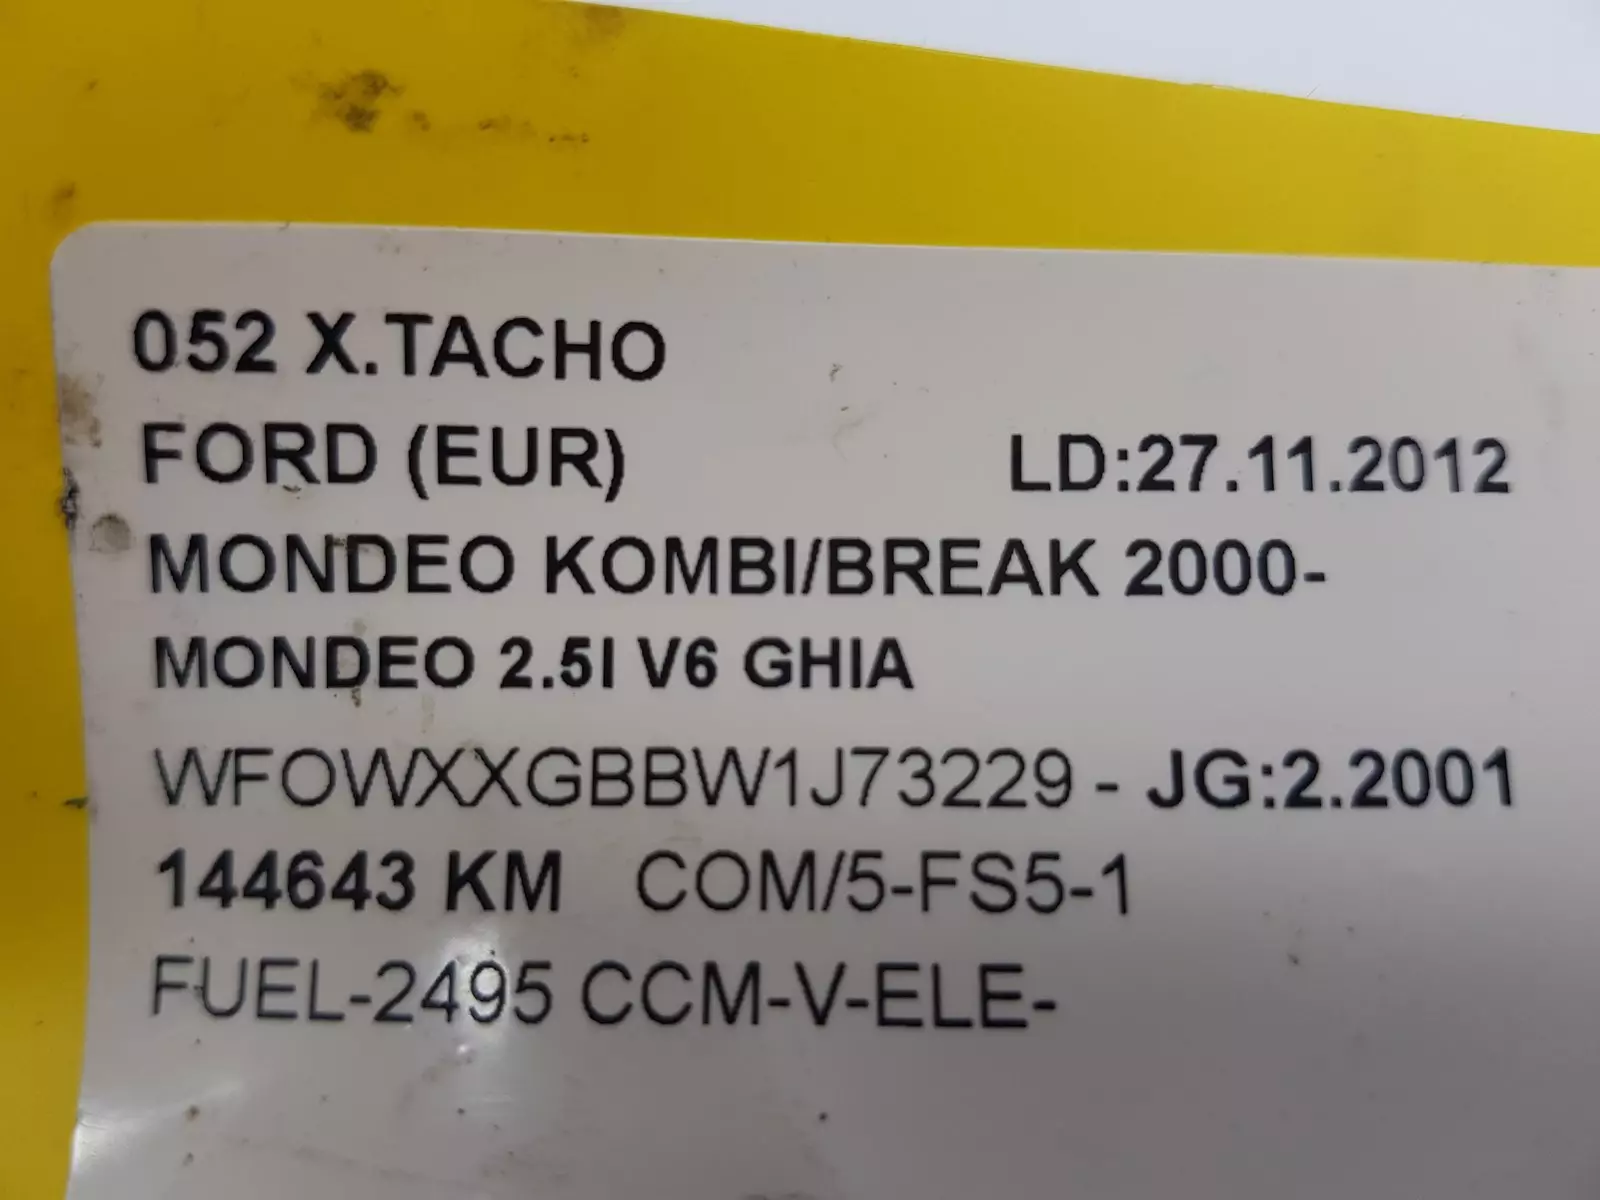 052 X.TACHO
FORD (EUR) LD:27.11.2012
MONDEO KOMBI/BREAK 2000-
MONDEO 2.5I V6 GHIA
WFOWXXGBBW1J73229 - JG:2.2001
144643 KM COM/5-FS5-1
FUEL-2495 CCM-V-ELE-